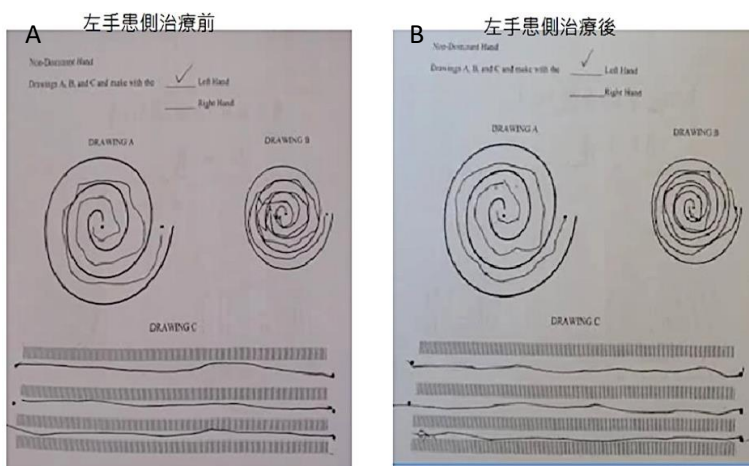 左手患側治療前
A
Non-Dominant Hand
Drawings A, B, and C and make with the ✓ Left Hand
Right Hand
DRAWING A
DRAWING B
DRAWING C
左手患側治療後
B
Non-Dominant Hand
Drawings A, B, and C and make with the ✓ Left Hand
Right Hand
DRAWING A
DRAWING B
DRAWING C